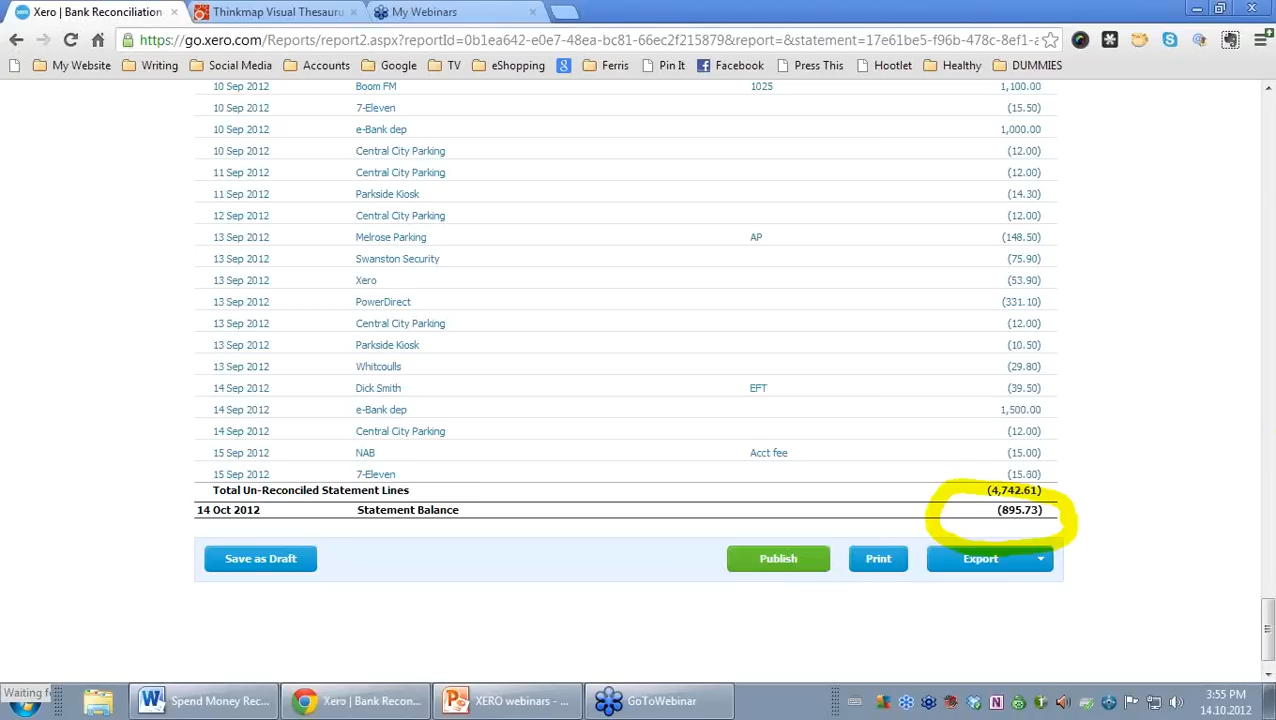 Xero | Bank Reconciliation
Thinkmap Visual Thesauru
My Webinars
https://go.xero.com/Reports/report2.aspx?reportId=0b1ea642-e0e7-48ea-bc81-66ec2f215879&report=&statement=17e61be5-f96b-478c-8ef1-a
My Website Writing Social Media Accounts Google TV eShopping Ferris Pin It Facebook Press This Hootlet Healthy DUMMIES
10 Sep 2012 Boom FM 1025 1,100.00
10 Sep 2012 7-Eleven (15.50)
10 Sep 2012 e-Bank dep 1,000.00
10 Sep 2012 Central City Parking (12.00)
11 Sep 2012 Central City Parking (12.00)
11 Sep 2012 Parkside Kiosk (14.30)
12 Sep 2012 Central City Parking (12.00)
13 Sep 2012 Melrose Parking AP (148.50)
13 Sep 2012 Swanston Security (75.90)
13 Sep 2012 Xero (53.90)
13 Sep 2012 PowerDirect (331.10)
13 Sep 2012 Central City Parking (12.00)
13 Sep 2012 Parkside Kiosk (10.50)
13 Sep 2012 Whitcoulls (29.80)
14 Sep 2012 Dick Smith EFT (39.50)
14 Sep 2012 e-Bank dep 1,500.00
14 Sep 2012 Central City Parking (12.00)
15 Sep 2012 NAB Acct fee (15.00)
15 Sep 2012 7-Eleven (15.80)
Total Un-Reconciled Statement Lines (4,742.61)
14 Oct 2012 Statement Balance (895.73)
Save as Draft Publish Print Export
Waiting fo
Spend Money Rec... Xero | Bank Recon... XERO webinars - ... GoToWebinar
3:55 PM
14.10.2012